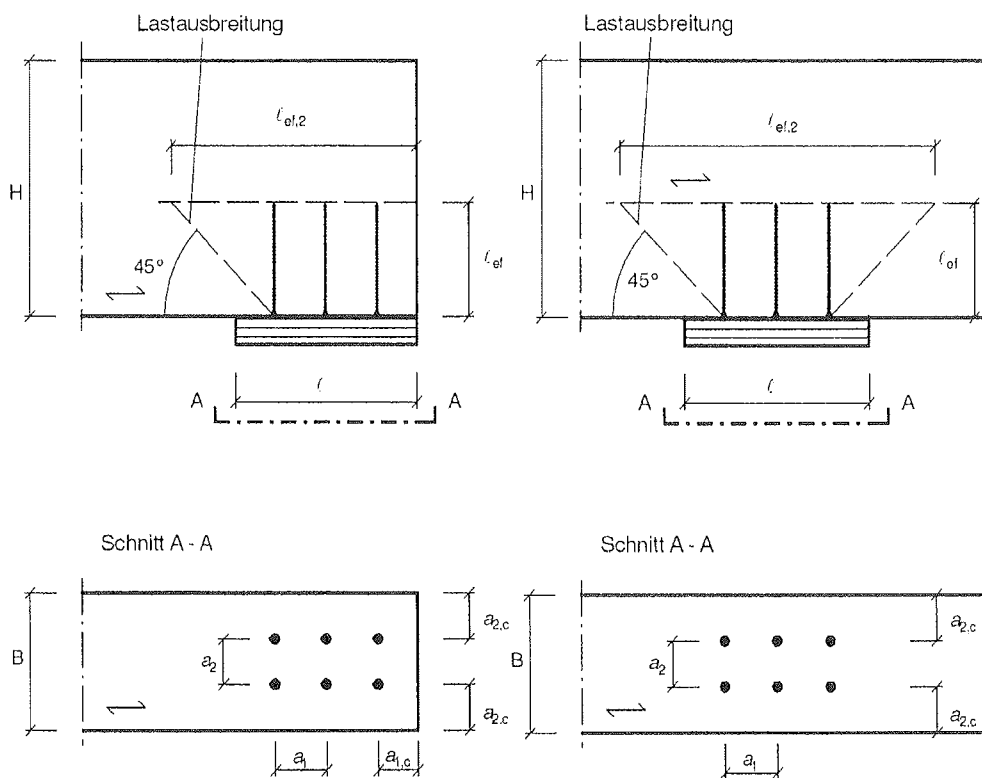 Lastausbreitung
Lastausbreitung
ℓef,2
ℓef,2
H
H
45°
ℓef
45°
ℓef
ℓ
ℓ
A
A
A
A
Schnitt A - A
Schnitt A - A
B
a2
a2,c
a2,c
B
a2
a2,c
a2,c
a1
a1,c
a1